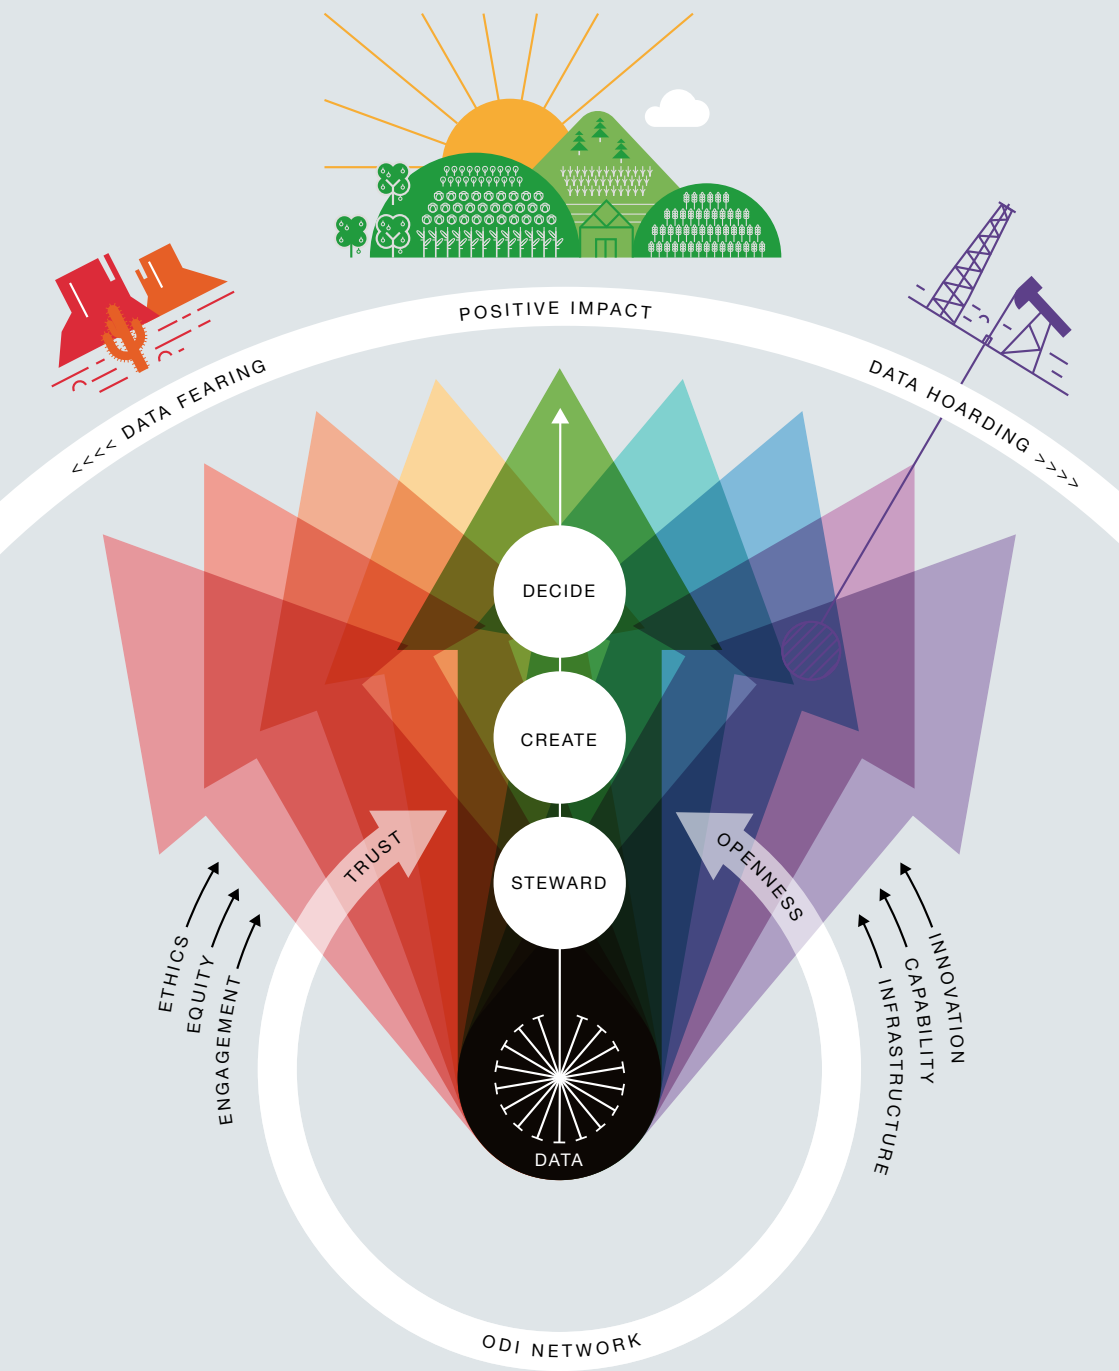 POSITIVE IMPACT
<<<< DATA FEARING
DATA HOARDING >>>>
DECIDE
CREATE
STEWARD
TRUST
OPENNESS
ETHICS
EQUITY
ENGAGEMENT
INNOVATION
CAPABILITY
INFRASTRUCTURE
DATA
ODI NETWORK